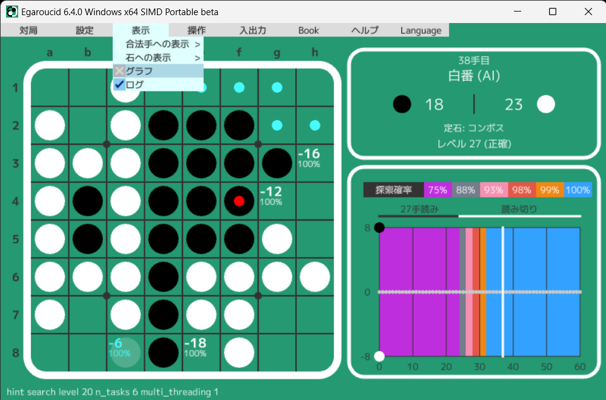 Egaroucid 6.4.0 Windows x64 SIMD Portable beta
対局 設定 表示 操作 入出力 Book ヘルプ Language
合法手への表示 >
石への表示 >
グラフ
ログ
a b f g h
1
2
3
4
5
6
7
8
-16
100%
-12
100%
-6
100%
-18
100%
38手目
白番 (AI)
18 23
定石: コンポス
レベル 27 (正確)
探索確率 75% 88% 93% 98% 99% 100%
27手読み 読み切り
8
0
-8
0 10 20 30 40 50 60
hint search level 20 n_tasks 6 multi_threading 1